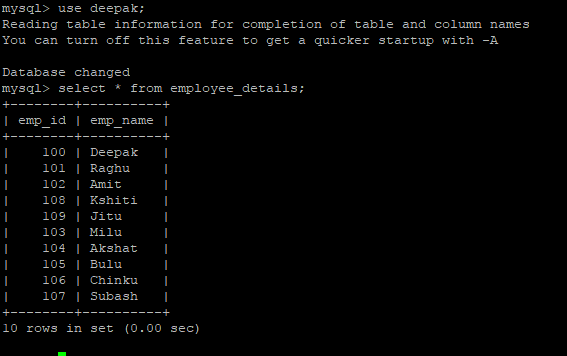 mysql> use deepak;
Reading table information for completion of table and column names
You can turn off this feature to get a quicker startup with -A
Database changed
mysql> select * from employee_details;
+--------+----------+
| emp_id | emp_name |
+--------+----------+
|    100 | Deepak   |
|    101 | Raghu    |
|    102 | Amit     |
|    108 | Kshiti   |
|    109 | Jitu     |
|    103 | Milu     |
|    104 | Akshat   |
|    105 | Bulu     |
|    106 | Chinku   |
|    107 | Subash   |
+--------+----------+
10 rows in set (0.00 sec)